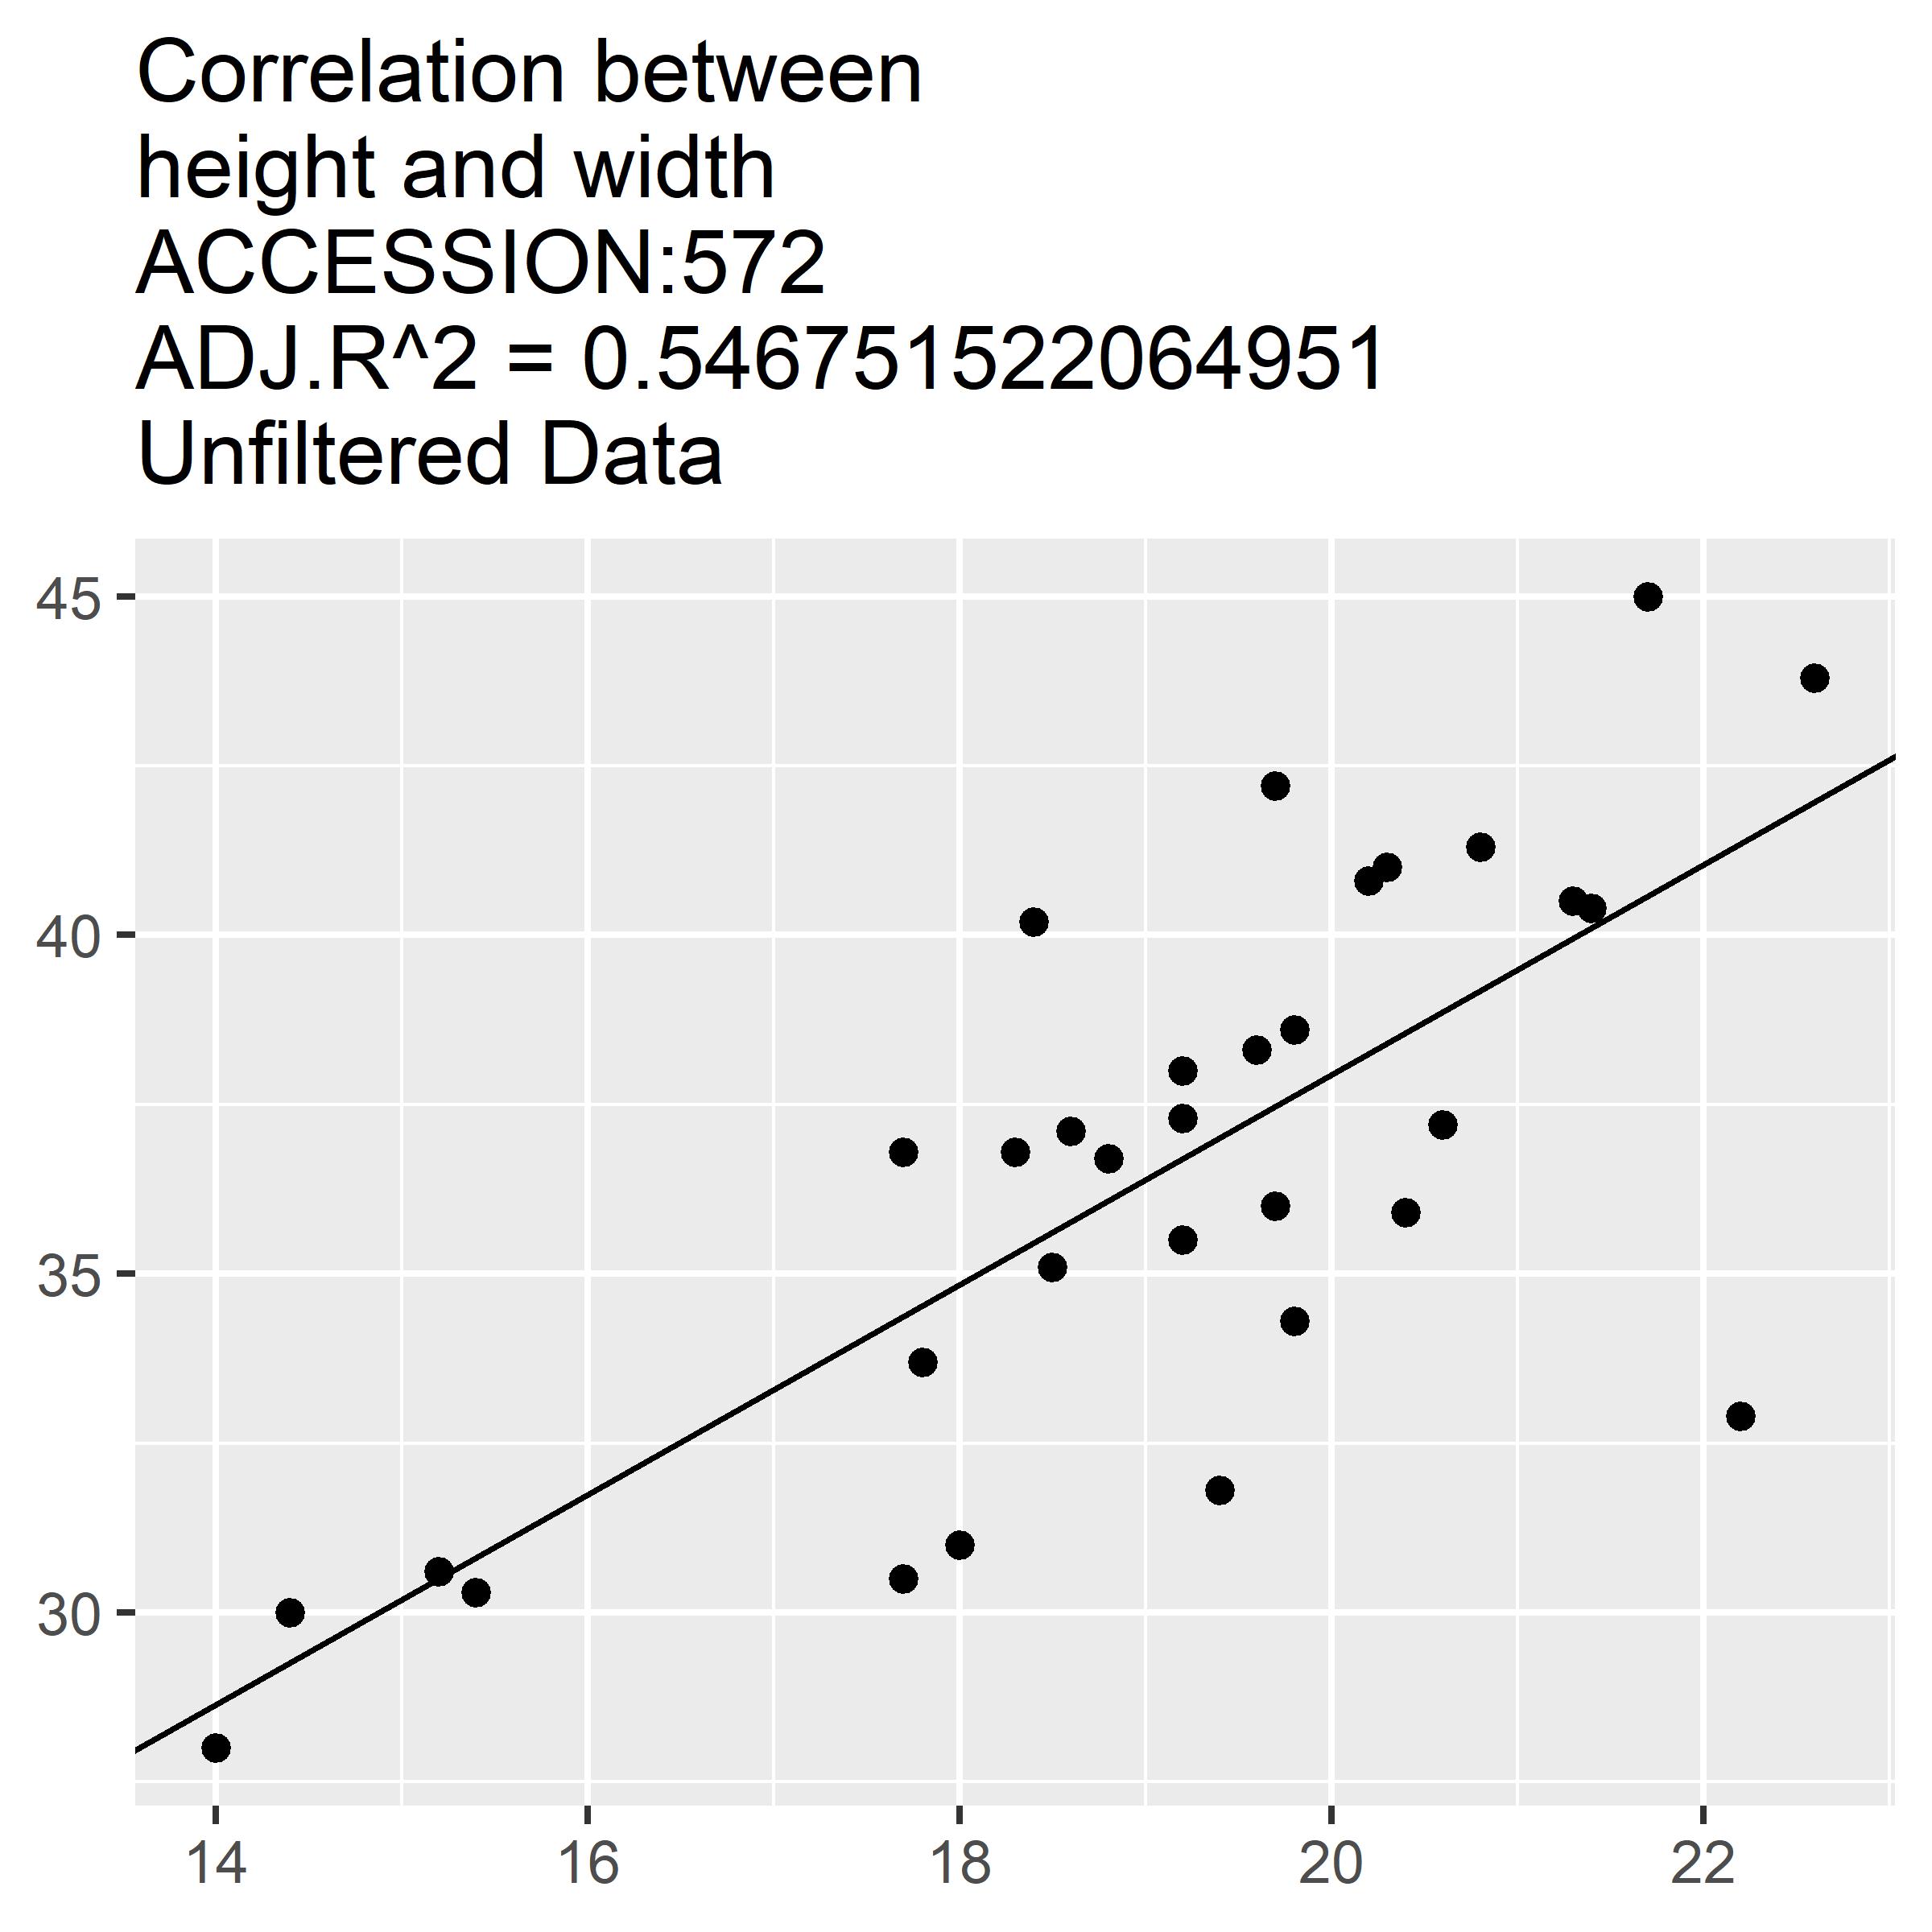 Correlation between
height and width
ACCESSION:572
ADJ.R^2 = 0.546751522064951
Unfiltered Data
45
40
35
30
14 16 18 20 22